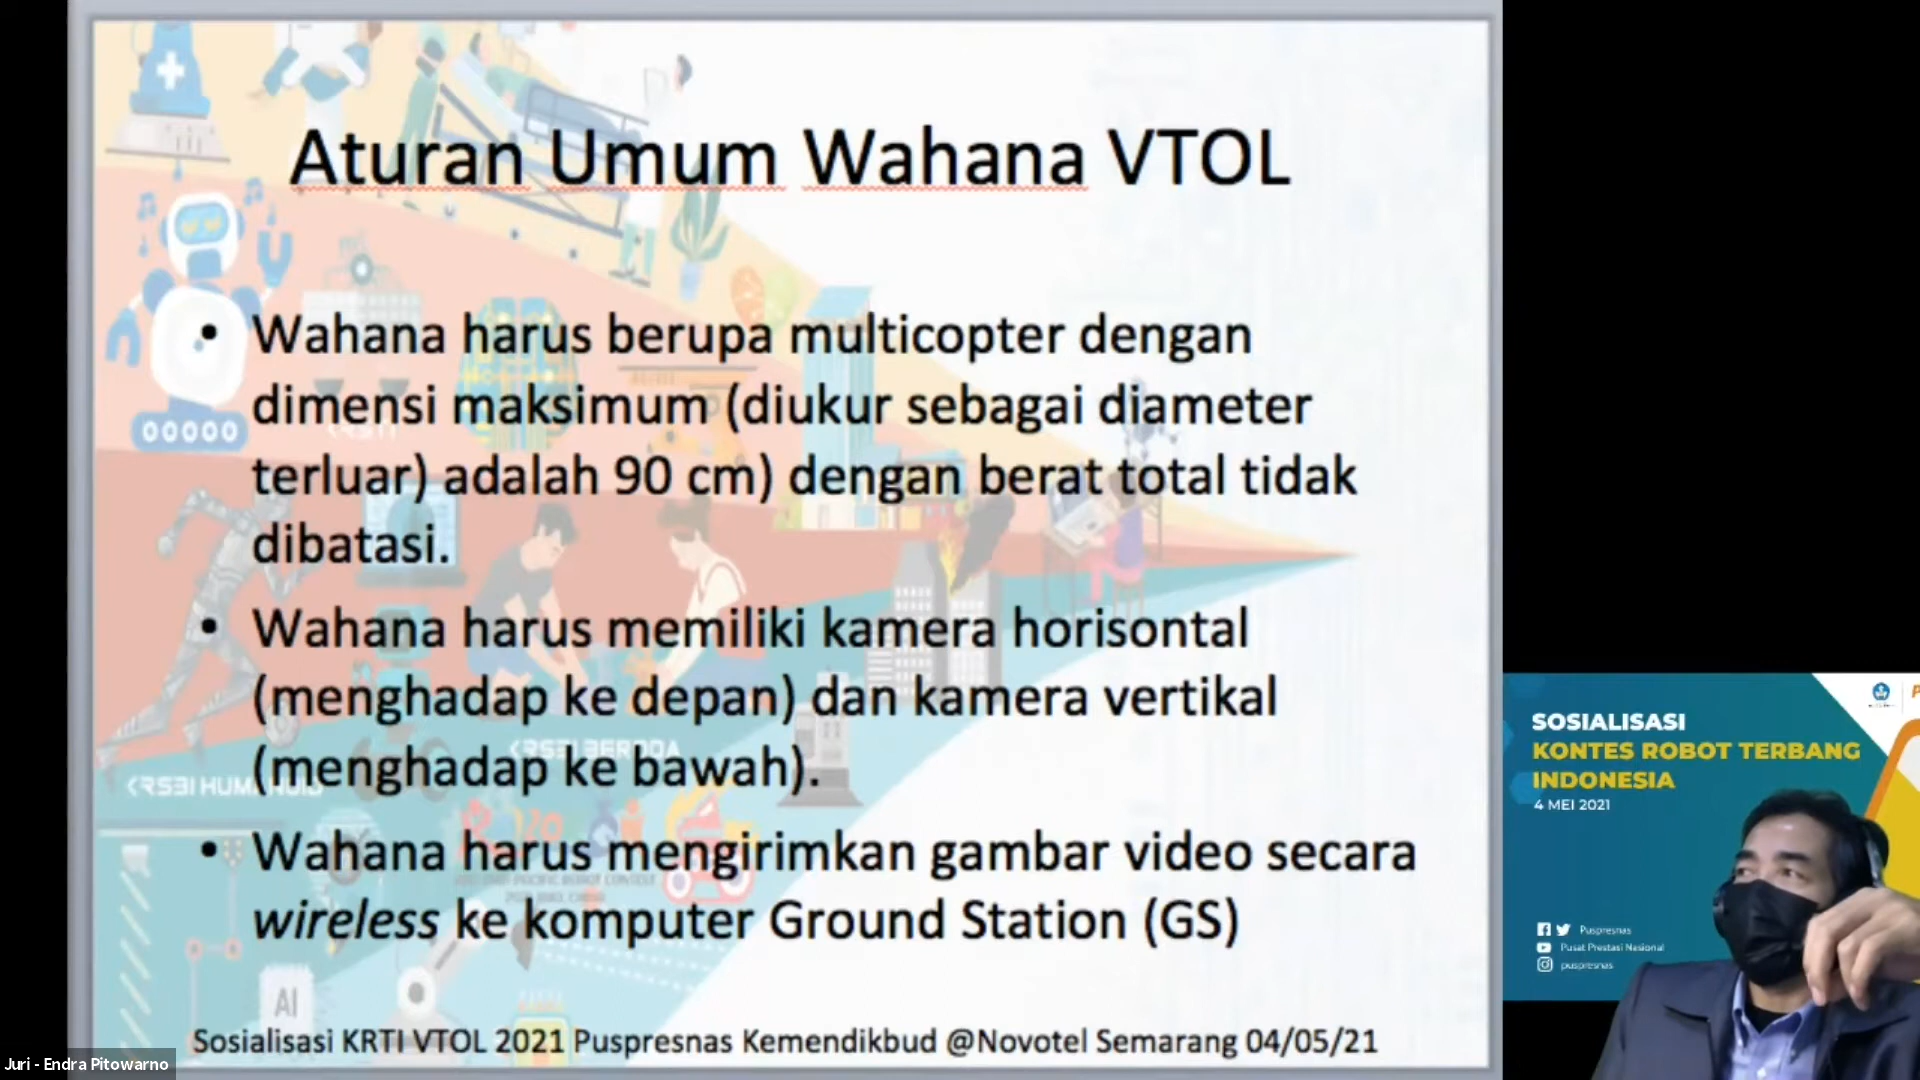 Aturan Umum Wahana VTOL
• Wahana harus berupa multicopter dengan
dimensi maksimum (diukur sebagai diameter
terluar) adalah 90 cm) dengan berat total tidak
dibatasi.
• Wahana harus memiliki kamera horisontal
(menghadap ke depan) dan kamera vertikal
(menghadap ke bawah).
• Wahana harus mengirimkan gambar video secara
wireless ke komputer Ground Station (GS)
AI
Sosialisasi KRTI VTOL 2021 Puspresnas Kemendikbud @Novotel Semarang 04/05/21
Juri - Endra Pitowarno
SOSIALISASI
KONTES ROBOT TERBANG
INDONESIA
4 MEI 2021
Puspresnas
Pusat Prestasi Nasional
puspresnas